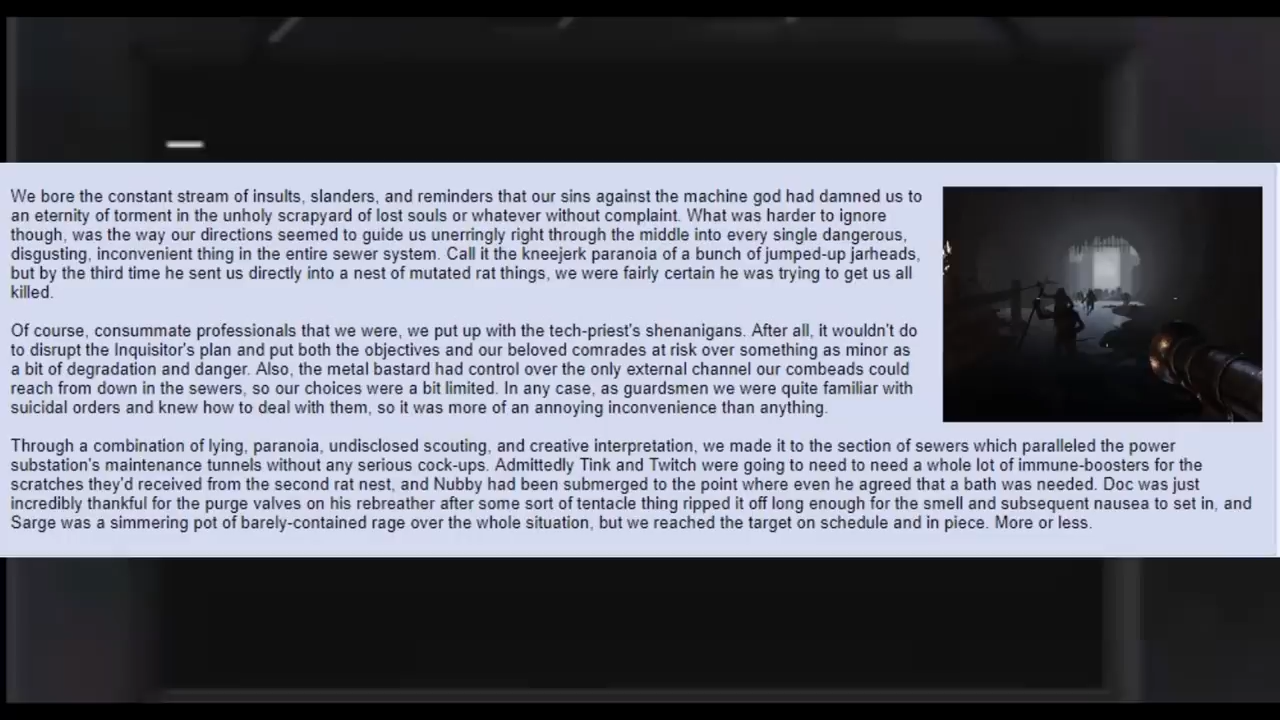 We bore the constant stream of insults, slanders, and reminders that our sins against the machine god had damned us to
an eternity of torment in the unholy scrapyard of lost souls or whatever without complaint. What was harder to ignore
though, was the way our directions seemed to guide us unerringly right through the middle into every single dangerous,
disgusting, inconvenient thing in the entire sewer system. Call it the kneejerk paranoia of a bunch of jumped-up jarheads,
but by the third time he sent us directly into a nest of mutated rat things, we were fairly certain he was trying to get us all
killed.
Of course, consummate professionals that we were, we put up with the tech-priest's shenanigans. After all, it wouldn't do
to disrupt the Inquisitor's plan and put both the objectives and our beloved comrades at risk over something as minor as
a bit of degradation and danger. Also, the metal bastard had control over the only external channel our combeads could
reach from down in the sewers, so our choices were a bit limited. In any case, as guardsmen we were quite familiar with
suicidal orders and knew how to deal with them, so it was more of an annoying inconvenience than anything.
Through a combination of lying, paranoia, undisclosed scouting, and creative interpretation, we made it to the section of sewers which paralleled the power
substation's maintenance tunnels without any serious cock-ups. Admittedly Tink and Twitch were going to need to need a whole lot of immune-boosters for the
scratches they'd received from the second rat nest, and Nubby had been submerged to the point where even he agreed that a bath was needed. Doc was just
incredibly thankful for the purge valves on his rebreather after some sort of tentacle thing ripped it off long enough for the smell and subsequent nausea to set in, and
Sarge was a simmering pot of barely-contained rage over the whole situation, but we reached the target on schedule and in piece. More or less.